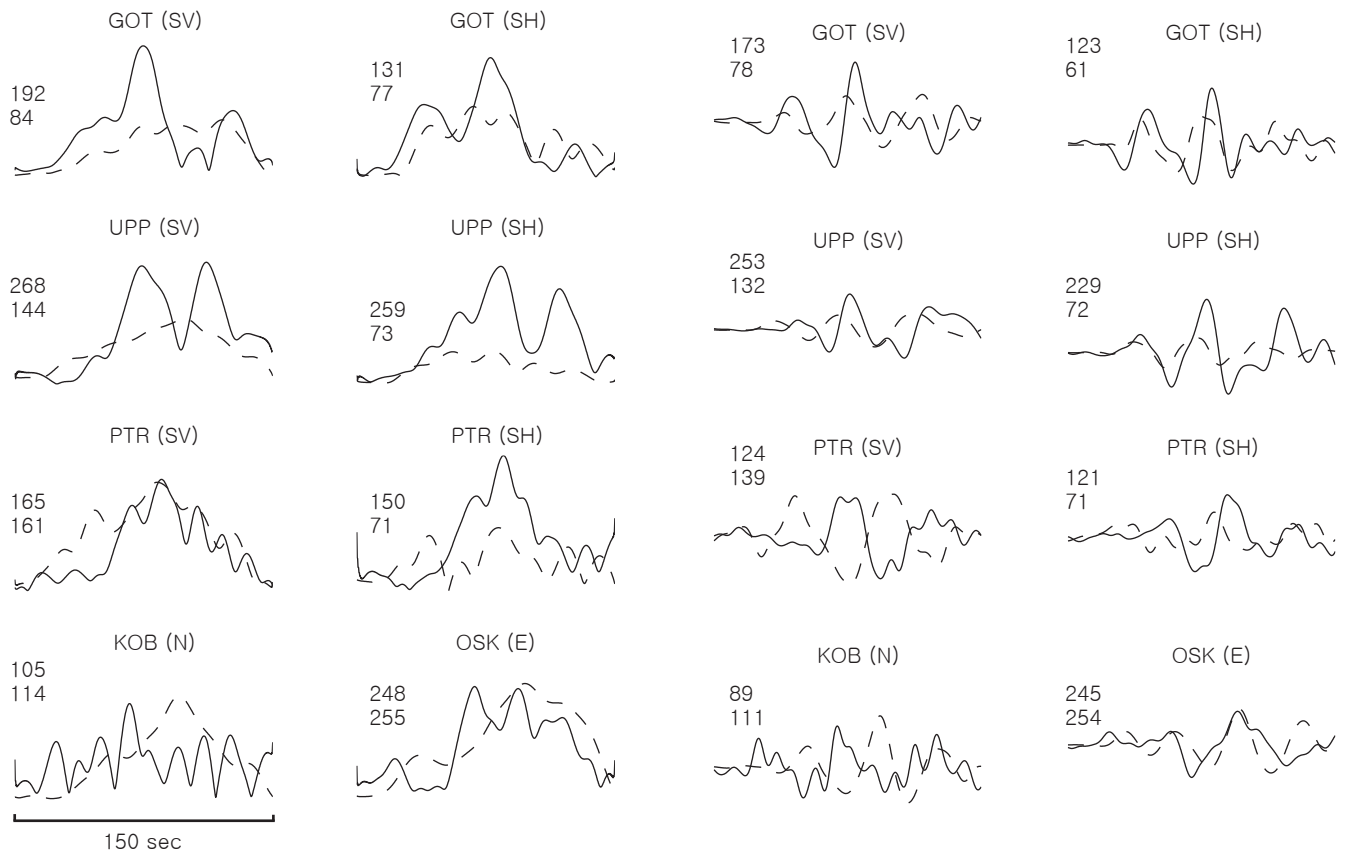 GOT (SV)
192
84
GOT (SH)
131
77
GOT (SV)
173
78
GOT (SH)
123
61
UPP (SV)
268
144
UPP (SH)
259
73
UPP (SV)
253
132
UPP (SH)
229
72
PTR (SV)
165
161
PTR (SH)
150
71
PTR (SV)
124
139
PTR (SH)
121
71
KOB (N)
105
114
OSK (E)
248
255
KOB (N)
89
111
OSK (E)
245
254
150 sec